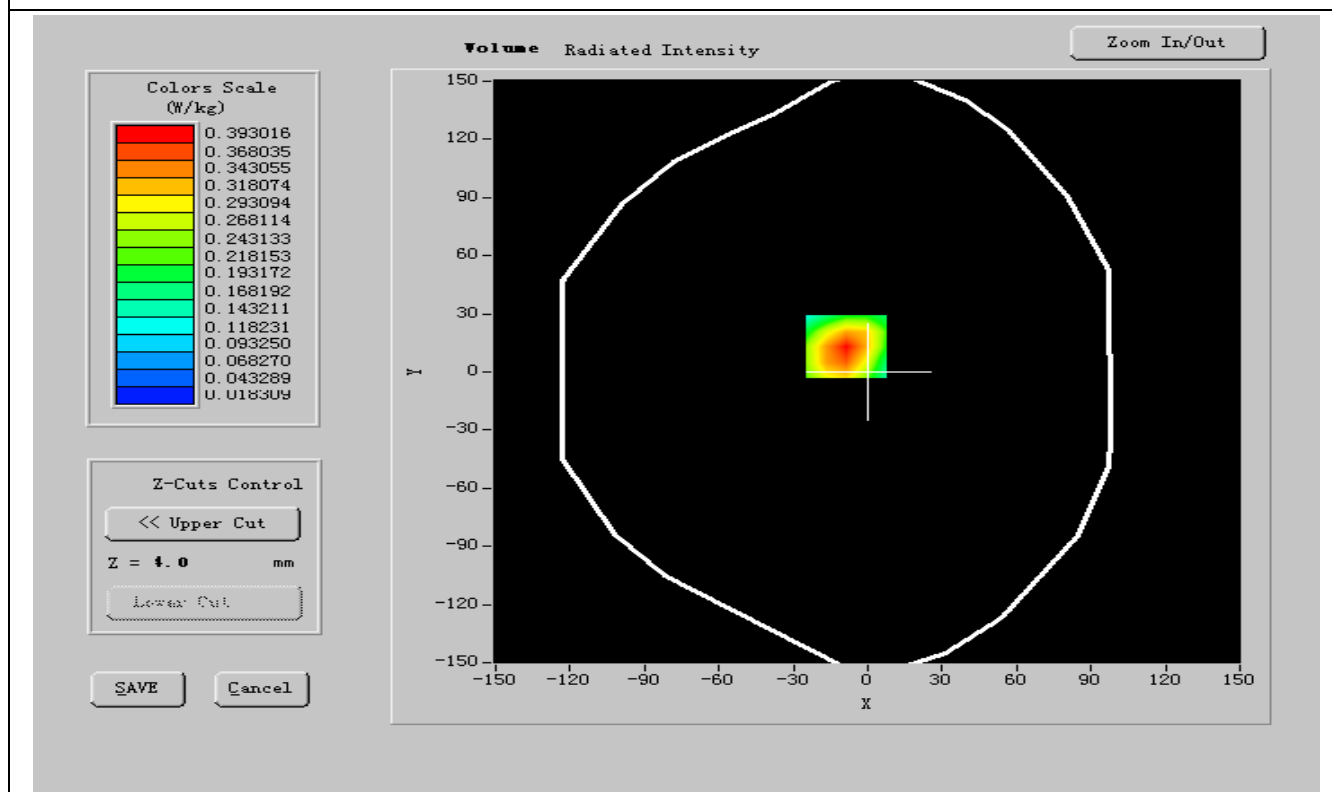 Volume Radiated Intensity
Zoom In/Out
Colors Scale
(W/kg)
0.393016
0.368035
0.343055
0.318074
0.293094
0.268114
0.243133
0.218153
0.193172
0.168192
0.143211
0.118231
0.093250
0.068270
0.043289
0.018309
Z-Cuts Control
<< Upper Cut
Z = 4.0 mm
Lower Cut
SAVE
Cancel
150
120
90
60
30
0
-30
-60
-90
-120
-150
Y
-150 -120 -90 -60 -30 0 30 60 90 120 150
X